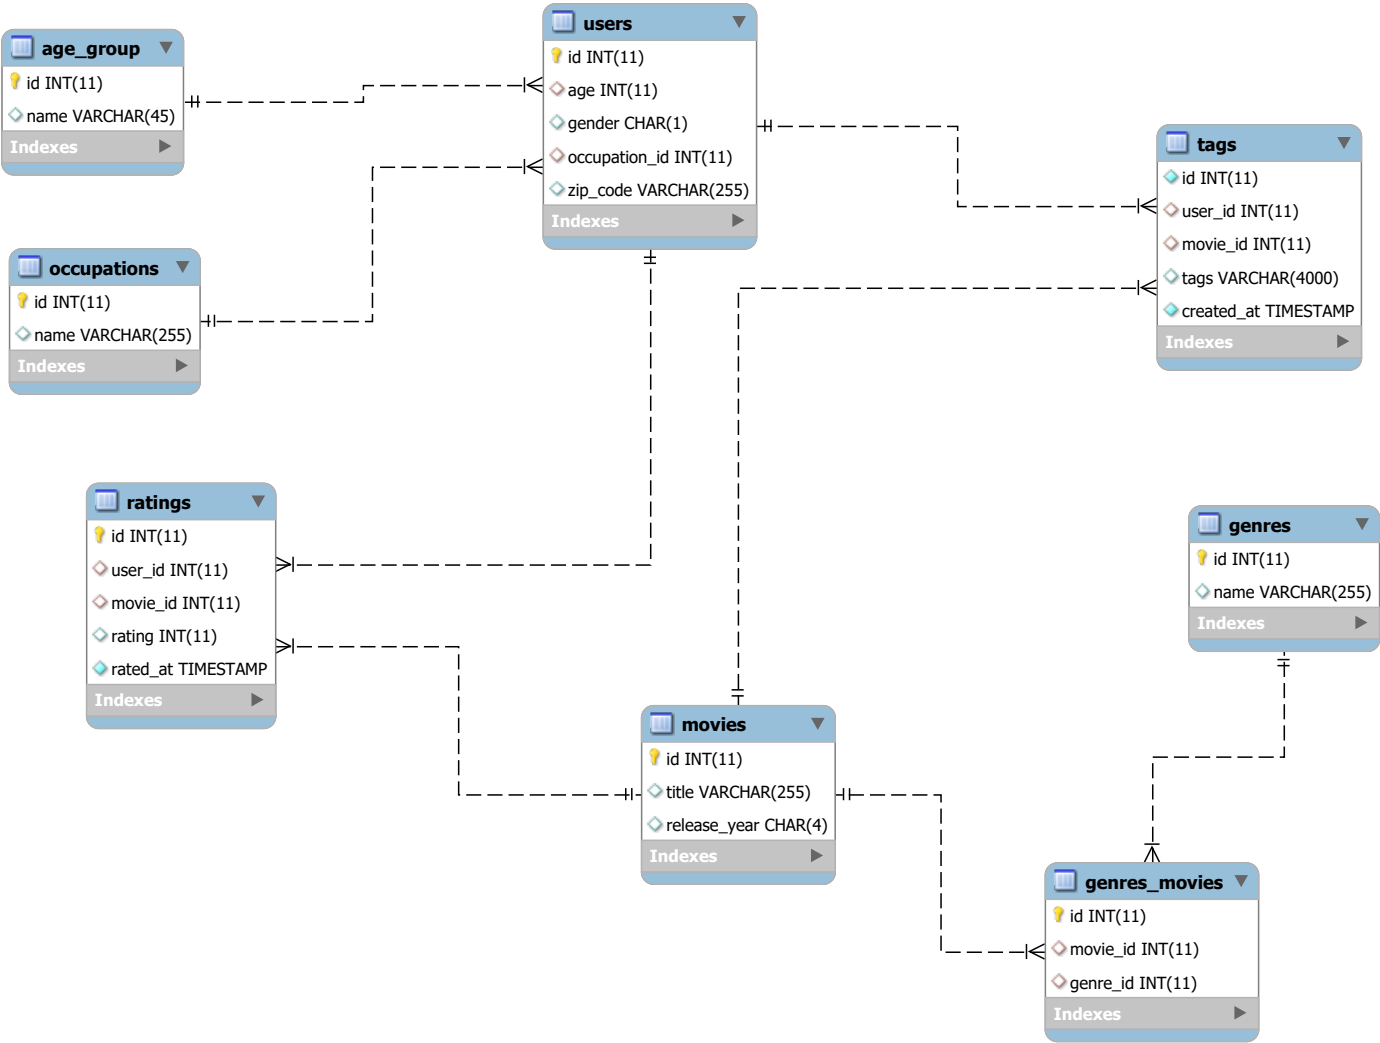 age_group
id INT(11)
name VARCHAR(45)
Indexes
users
id INT(11)
age INT(11)
gender CHAR(1)
occupation_id INT(11)
zip_code VARCHAR(255)
Indexes
tags
id INT(11)
user_id INT(11)
movie_id INT(11)
tags VARCHAR(4000)
created_at TIMESTAMP
Indexes
occupations
id INT(11)
name VARCHAR(255)
Indexes
ratings
id INT(11)
user_id INT(11)
movie_id INT(11)
rating INT(11)
rated_at TIMESTAMP
Indexes
genres
id INT(11)
name VARCHAR(255)
Indexes
movies
id INT(11)
title VARCHAR(255)
release_year CHAR(4)
Indexes
genres_movies
id INT(11)
movie_id INT(11)
genre_id INT(11)
Indexes